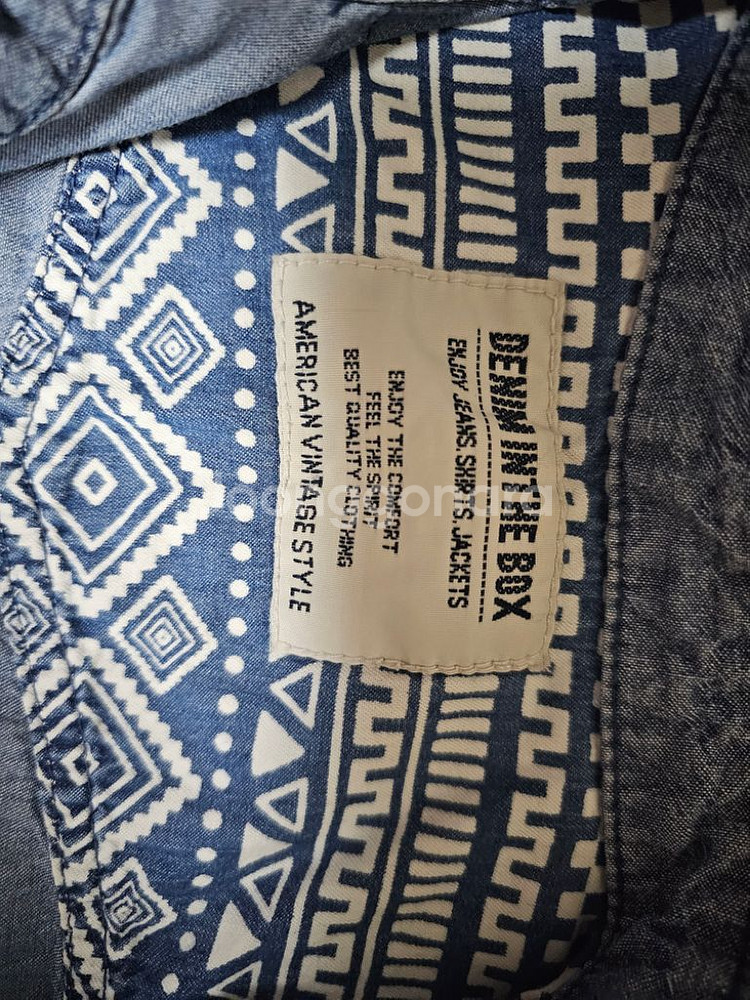 DENIM IN THE BOX
ENJOY JEANS, SHIRTS, JACKETS
ENJOY THE COMFORT
FEEL THE SPIRIT
BEST QUALITY THING
AMERICAN VINTAGE STYLE